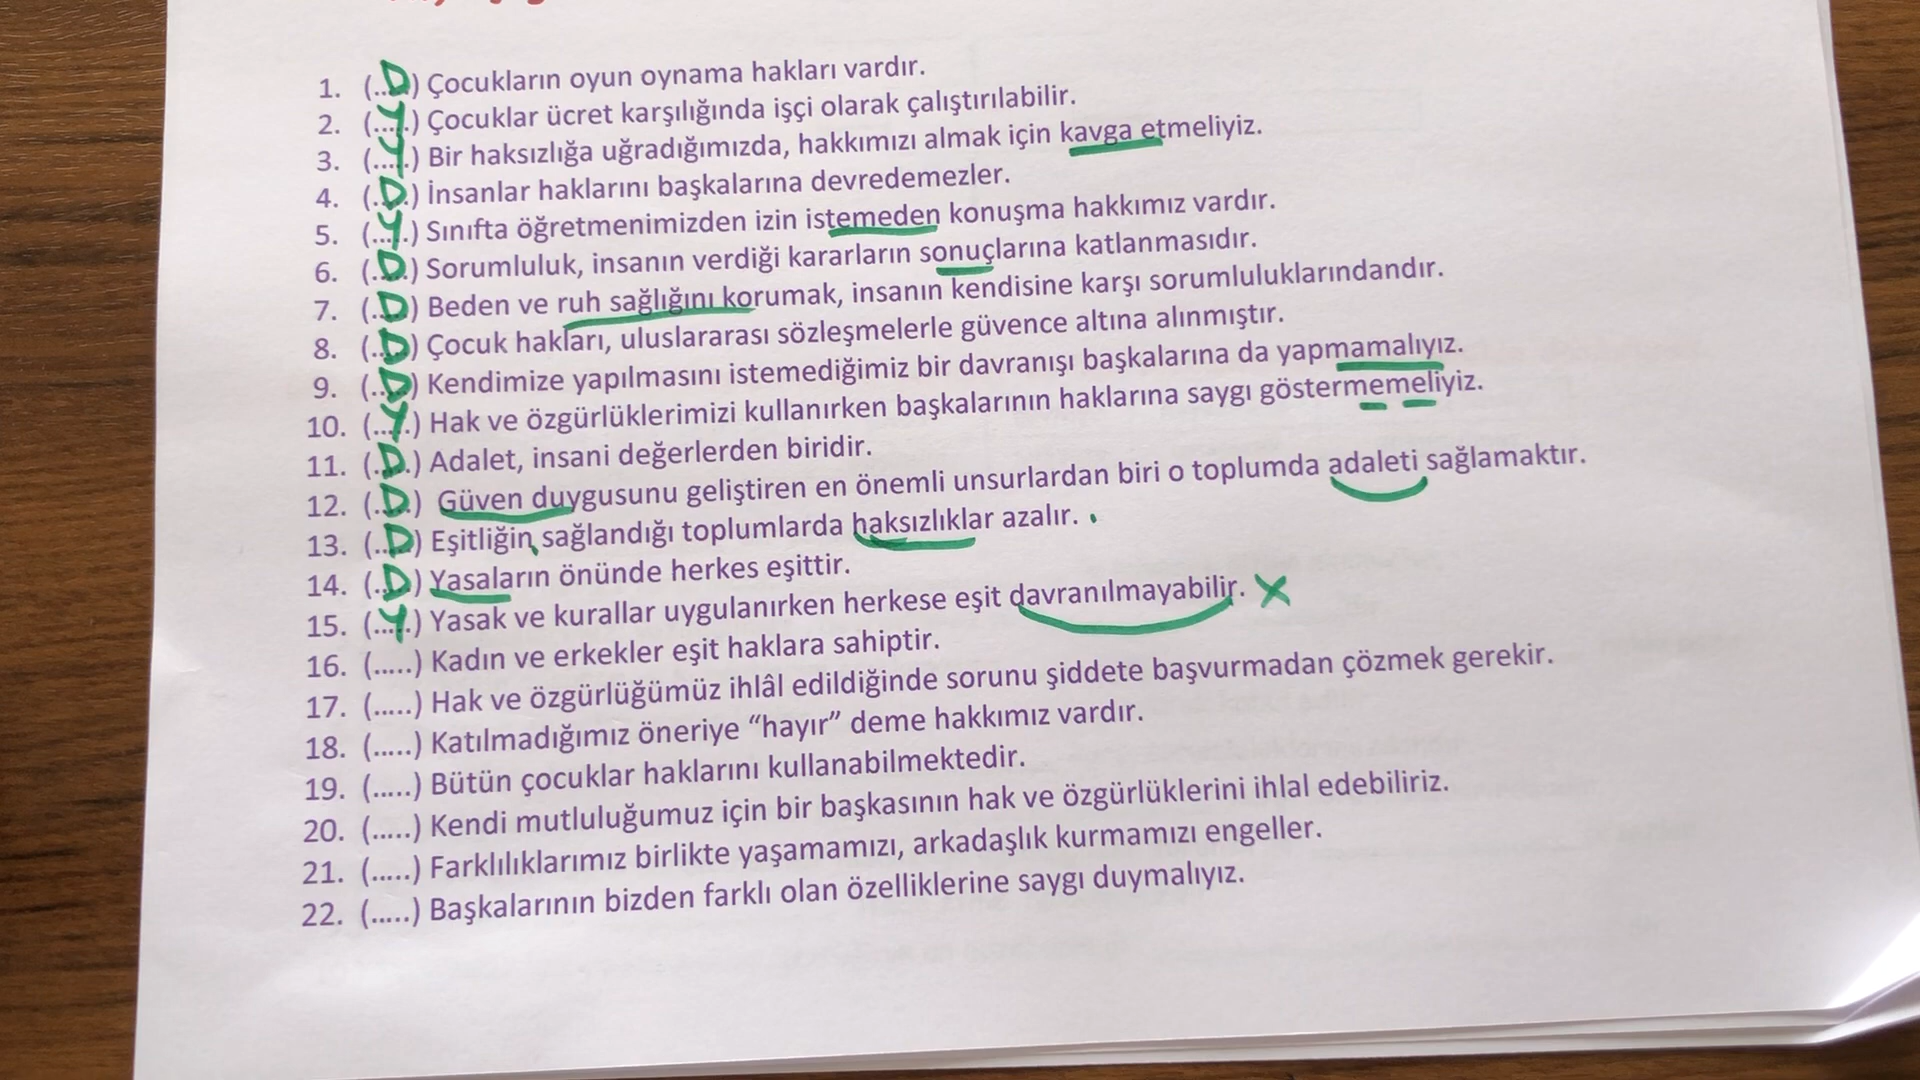 1. (..D.) Çocukların oyun oynama hakları vardır.
2. (..Y..) Çocuklar ücret karşılığında işçi olarak çalıştırılabilir.
3. (..Y..) Bir haksızlığa uğradığımızda, hakkımızı almak için kavga etmeliyiz.
4. (..D..) İnsanlar haklarını başkalarına devredemezler.
5. (..Y..) Sınıfta öğretmenimizden izin istemeden konuşma hakkımız vardır.
6. (..D..) Sorumluluk, insanın verdiği kararların sonuçlarına katlanmasıdır.
7. (..D..) Beden ve ruh sağlığını korumak, insanın kendisine karşı sorumluluklarındandır.
8. (..D..) Çocuk hakları, uluslararası sözleşmelerle güvence altına alınmıştır.
9. (..D..) Kendimize yapılmasını istemediğimiz bir davranışı başkalarına da yapmamalıyız.
10. (..Y..) Hak ve özgürlüklerimizi kullanırken başkalarının haklarına saygı göstermemeliyiz.
11. (..D..) Adalet, insani değerlerden biridir.
12. (..D..) Güven duygusunu geliştiren en önemli unsurlardan biri o toplumda adaleti sağlamaktır.
13. (..D..) Eşitliğin sağlandığı toplumlarda haksızlıklar azalır.
14. (..D..) Yasaların önünde herkes eşittir.
15. (..Y..) Yasak ve kurallar uygulanırken herkese eşit davranılmayabilir. X
16. (.....) Kadın ve erkekler eşit haklara sahiptir.
17. (.....) Hak ve özgürlüğümüz ihlâl edildiğinde sorunu şiddete başvurmadan çözmek gerekir.
18. (.....) Katılmadığımız öneriye “hayır” deme hakkımız vardır.
19. (.....) Bütün çocuklar haklarını kullanabilmektedir.
20. (.....) Kendi mutluluğumuz için bir başkasının hak ve özgürlüklerini ihlal edebiliriz.
21. (.....) Farklılıklarımız birlikte yaşamamızı, arkadaşlık kurmamızı engeller.
22. (.....) Başkalarının bizden farklı olan özelliklerine saygı duymalıyız.